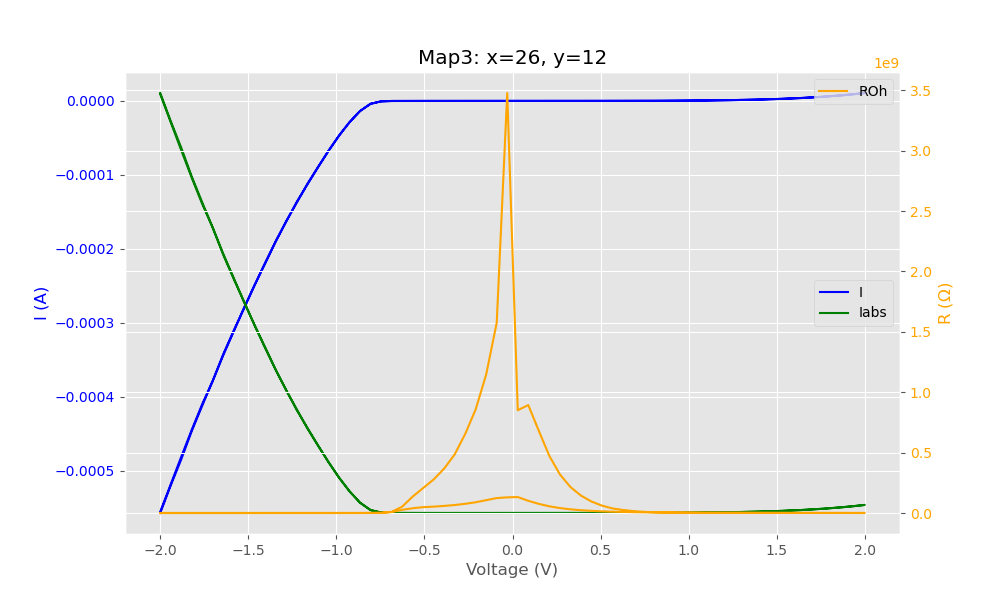 Map3: x=26, y=12
1e9
ROh
I
Iabs
0.0000
−0.0001
−0.0002
−0.0003
−0.0004
−0.0005
I (A)
3.5
3.0
2.5
2.0
1.5
1.0
0.5
0.0
R (Ω)
−2.0 −1.5 −1.0 −0.5 0.0 0.5 1.0 1.5 2.0
Voltage (V)